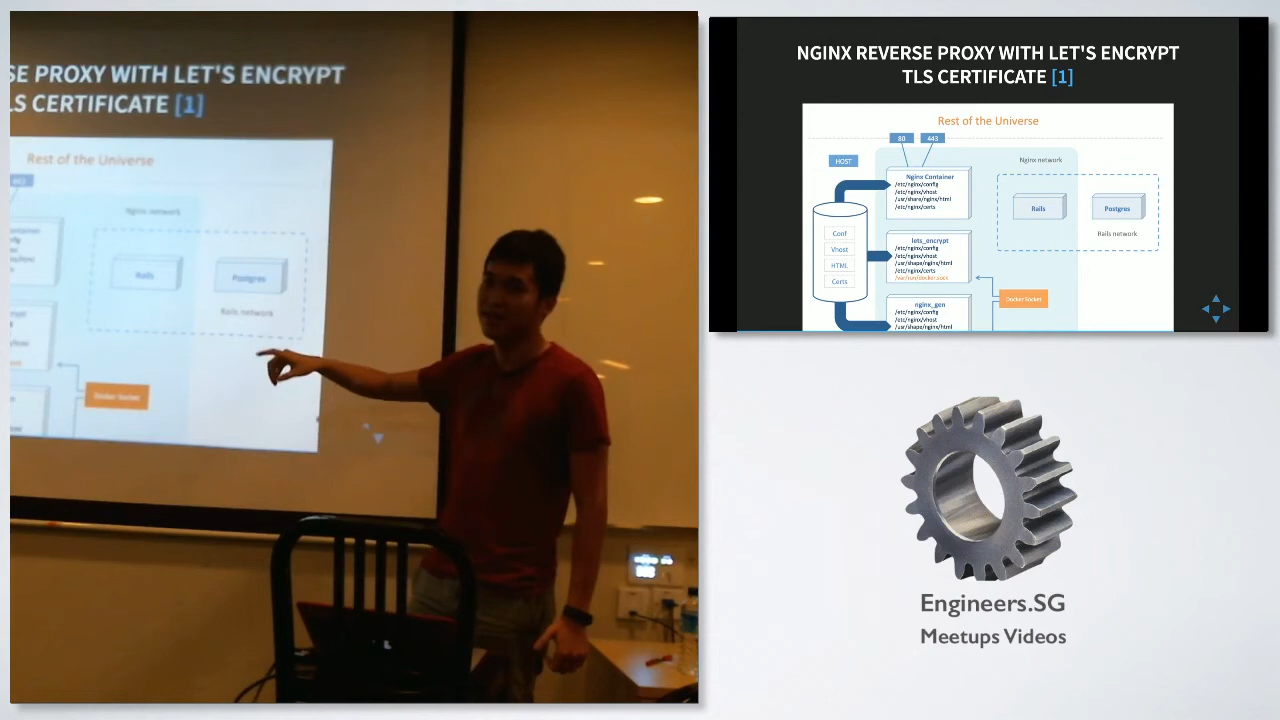 SE PROXY WITH LET'S ENCRYPT
LS CERTIFICATE [1]
Rest of the Universe
Nginx network
Rails
Postgres
Rails network
Docker Socket
NGINX REVERSE PROXY WITH LET'S ENCRYPT
TLS CERTIFICATE [1]
Rest of the Universe
80
443
HOST
Nginx network
Nginx Container
/etc/nginx/config
/etc/nginx/vhost
/usr/share/nginx/html
/etc/nginx/certs
Rails
Postgres
Rails network
Conf
Vhost
HTML
Certs
lets_encrypt
/etc/nginx/config
/etc/nginx/vhost
/usr/shape/nginx/html
/etc/nginx/certs
/var/run/docker.sock
Docker Socket
nginx_gen
/etc/nginx/config
/etc/nginx/vhost
/usr/shape/nginx/html
Engineers.SG
Meetups Videos